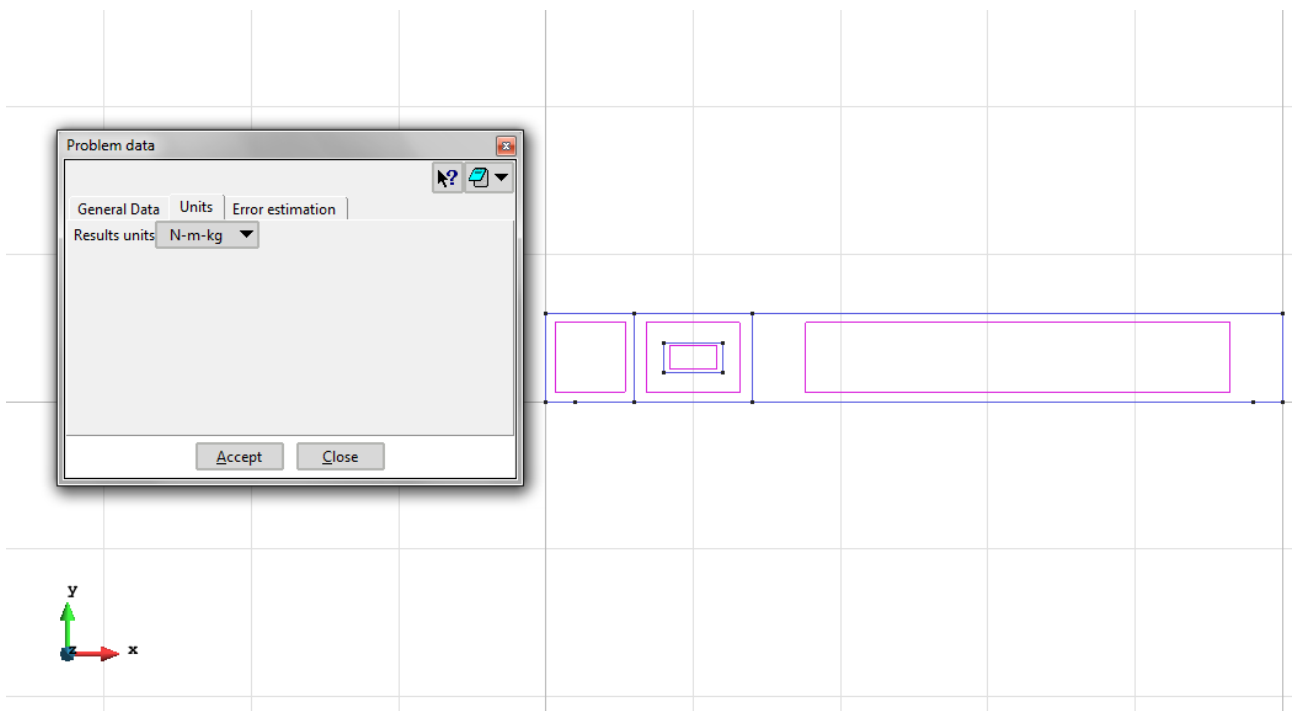 Problem data
?
General Data Units Error estimation
Results units N-m-kg
Accept Close
y
z x